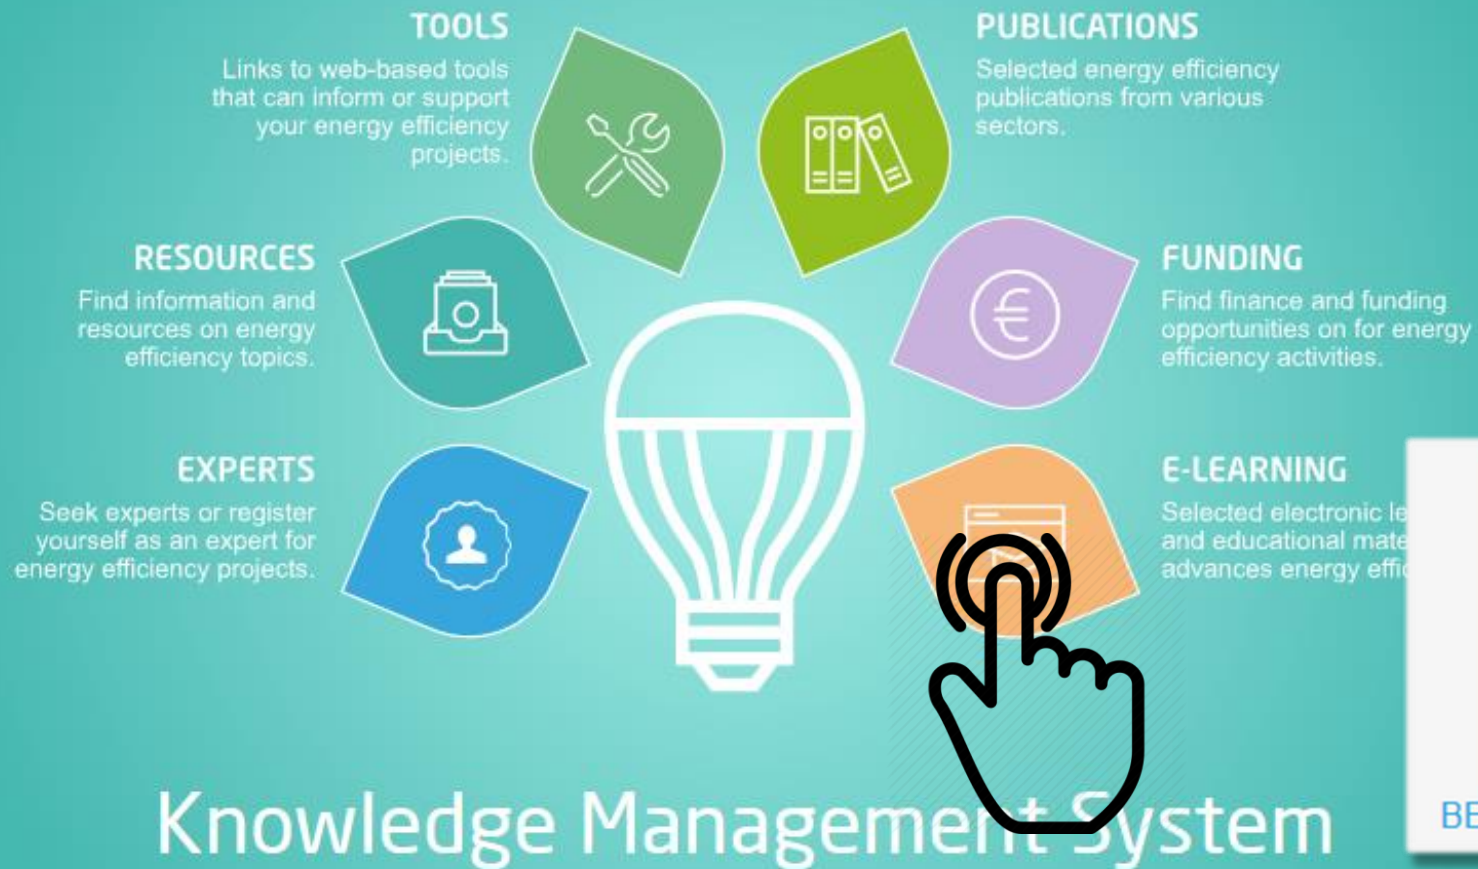 TOOLS
Links to web-based tools
that can inform or support
your energy efficiency
projects.
PUBLICATIONS
Selected energy efficiency
publications from various
sectors.
RESOURCES
Find information and
resources on energy
efficiency topics.
FUNDING
Find finance and funding
opportunities on for energy
efficiency activities.
EXPERTS
Seek experts or register
yourself as an expert for
energy efficiency projects.
E-LEARNING
Selected electronic
and educational
advances energy
Knowledge Management System